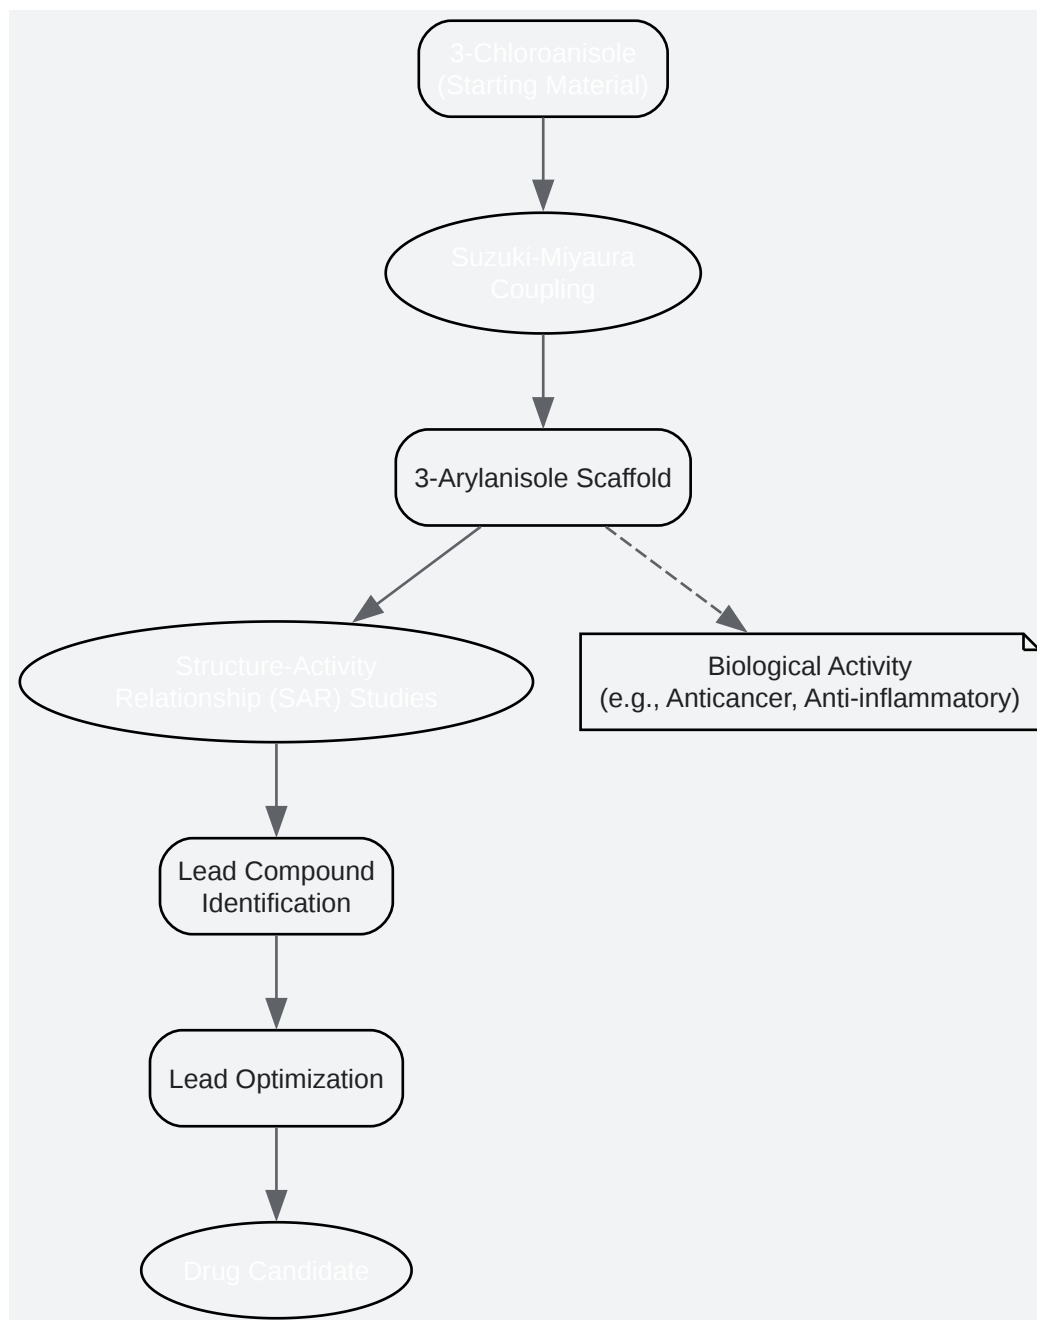 3-Chloroanisole
(Starting Material)
Suzuki-Miyaura
Coupling
3-Arylanisole Scaffold
Structure-Activity
Relationship (SAR) Studies
Biological Activity
(e.g., Anticancer, Anti-inflammatory)
Lead Compound
Identification
Lead Optimization
Drug Candidate